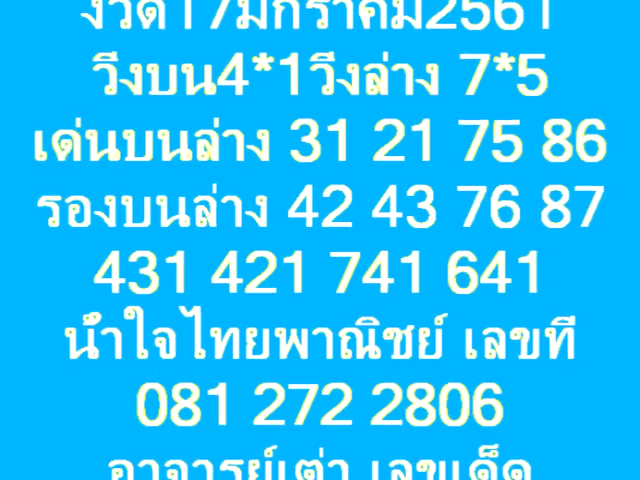 งวด17มกราคม2561
วิ่งบน4*1วิ่งล่าง 7*5
เด่นบนล่าง 31 21 75 86
รองบนล่าง 42 43 76 87
431 421 741 641
น้ำใจไทยพาณิชย์ เลขที่
081 272 2806
อาจารย์เต่า เลขเด็ด